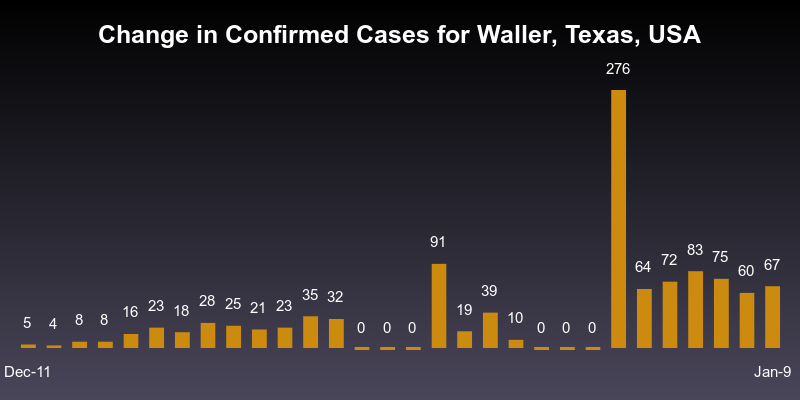 Change in Confirmed Cases for Waller, Texas, USA
276
91
83
75
72
67
64
60
5 4 8 8 16 23 18 28 25 21 23 35 32 0 0 0 19 39 10 0 0 0
Dec-11 Jan-9